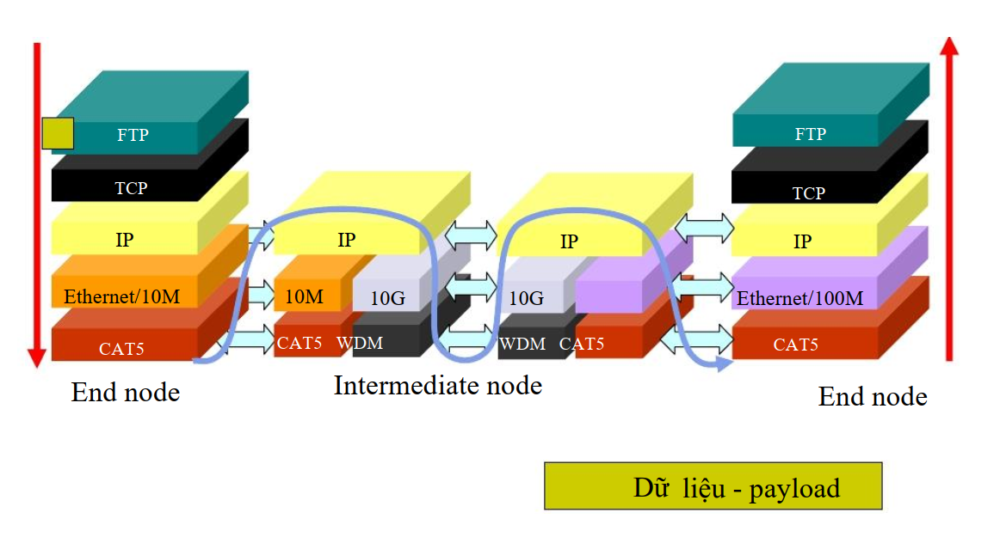 FTP
TCP
IP
Ethernet/10M
CAT5
End node
IP
10M
10G
CAT5
WDM
IP
10G
WDM
CAT5
Intermediate node
FTP
TCP
IP
Ethernet/100M
CAT5
End node
Dữ liệu - payload